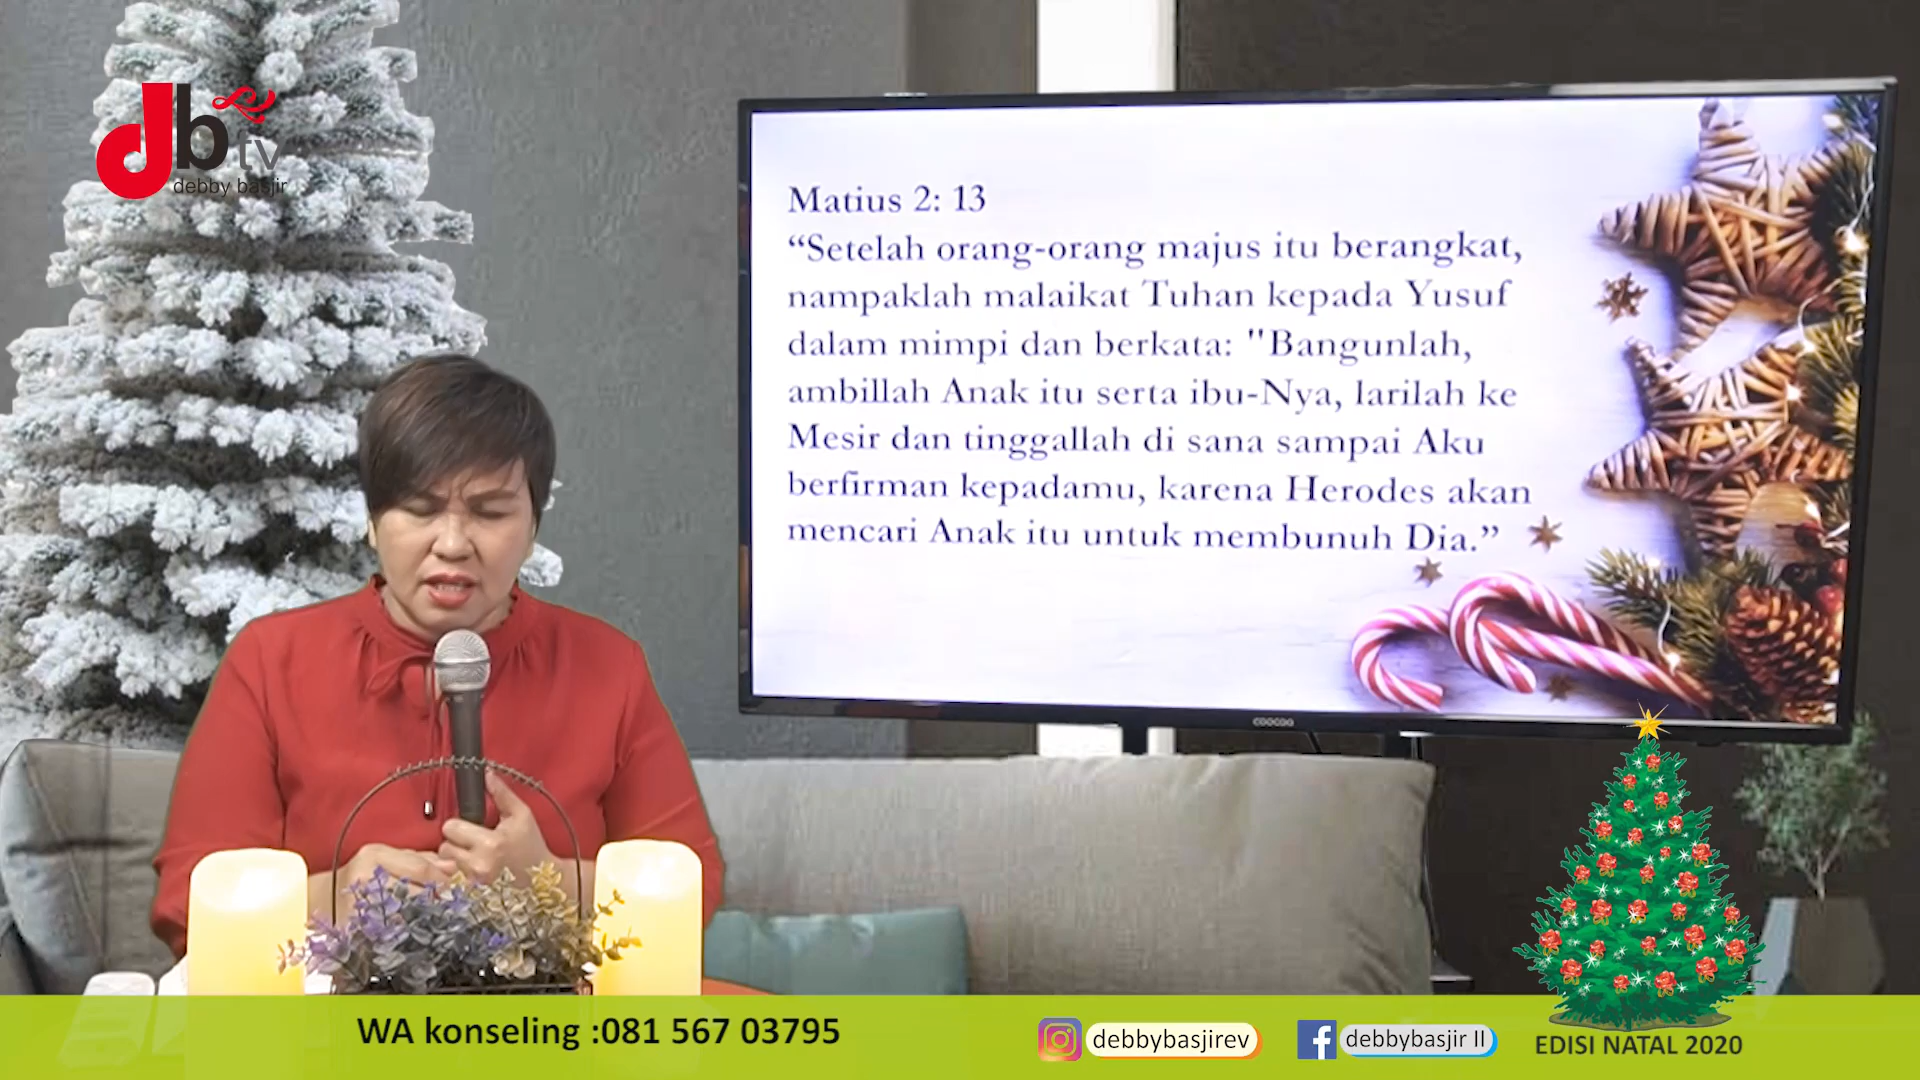 db tv
debby basjir
Matius 2: 13
“Setelah orang-orang majus itu berangkat,
nampaklah malaikat Tuhan kepada Yusuf
dalam mimpi dan berkata: "Bangunlah,
ambillah Anak itu serta ibu-Nya, larilah ke
Mesir dan tinggallah di sana sampai Aku
berfirman kepadamu, karena Herodes akan
mencari Anak itu untuk membunuh Dia.”
WA konseling :081 567 03795
debbybasjirev
debbybasjir II
EDISI NATAL 2020